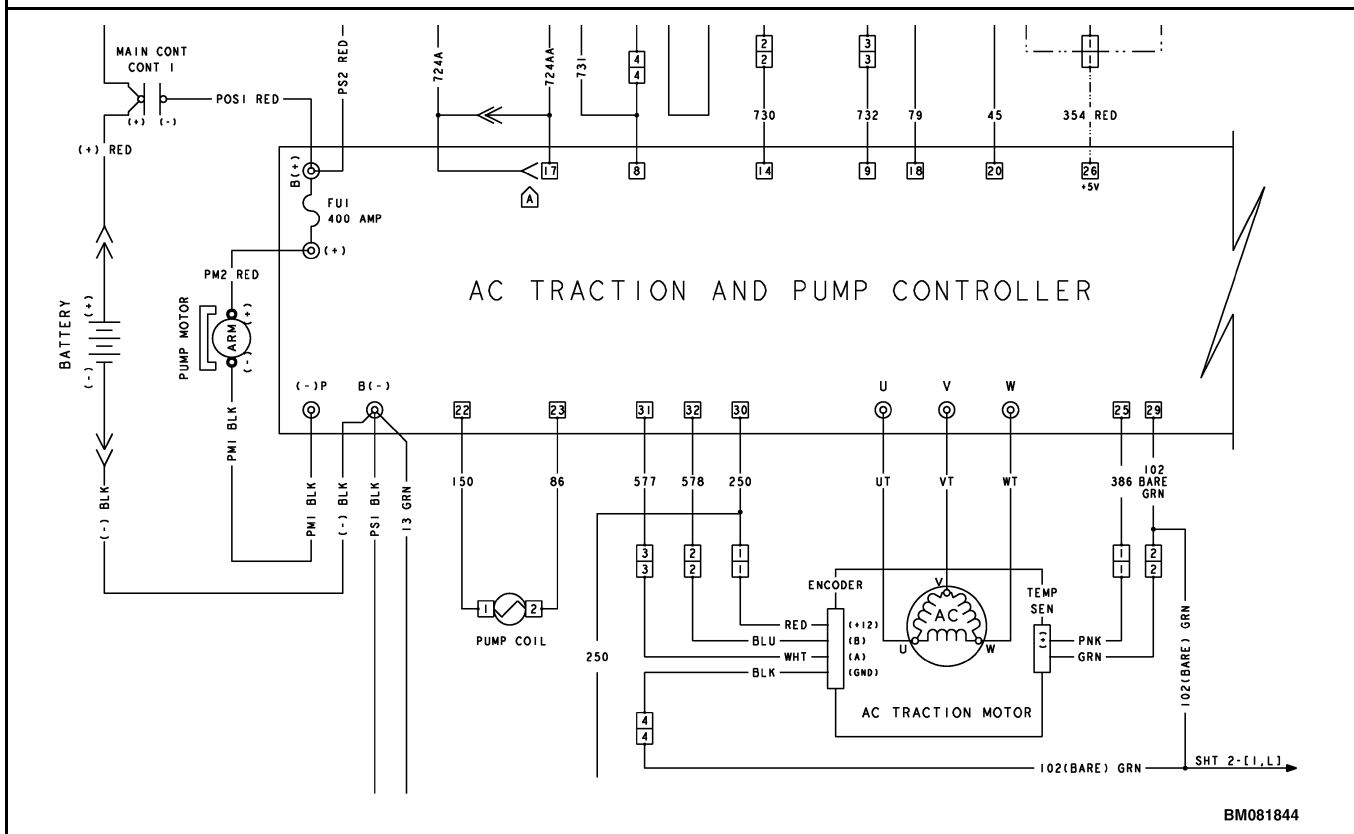 MAIN CONT
CONT 1
(+) (-)
POS1 RED
PS2 RED
(+) RED
724A
724AA
731
4
4
2
2
730
3
3
732
79
45
1
1
354 RED
B(+)
FU1
400 AMP
(+)
17
A
8
14
9
18
20
26
+5V
AC TRACTION AND PUMP CONTROLLER
PM2 RED
BATTERY
(+)
(-)
PUMP MOTOR
ARM
(+)
(-)
(-)P
B(-)
22
23
31
32
30
U
V
W
25
29
(-) BLK
PM1 BLK
PM1 BLK
(-) BLK
PS1 BLK
13 GRN
150
86
577
578
250
UT
VT
WT
386
102
BARE
GRN
3
3
2
2
1
1
1
1
2
2
1
2
PUMP COIL
250
ENCODER
RED
(+12)
BLU
(B)
WHT
(A)
BLK
(GND)
V
AC
U
W
TEMP
SEN
(+)
PNK
GRN
AC TRACTION MOTOR
4
4
102(BARE) GRN
102(BARE) GRN
SHT 2-[1,L]
BM081844